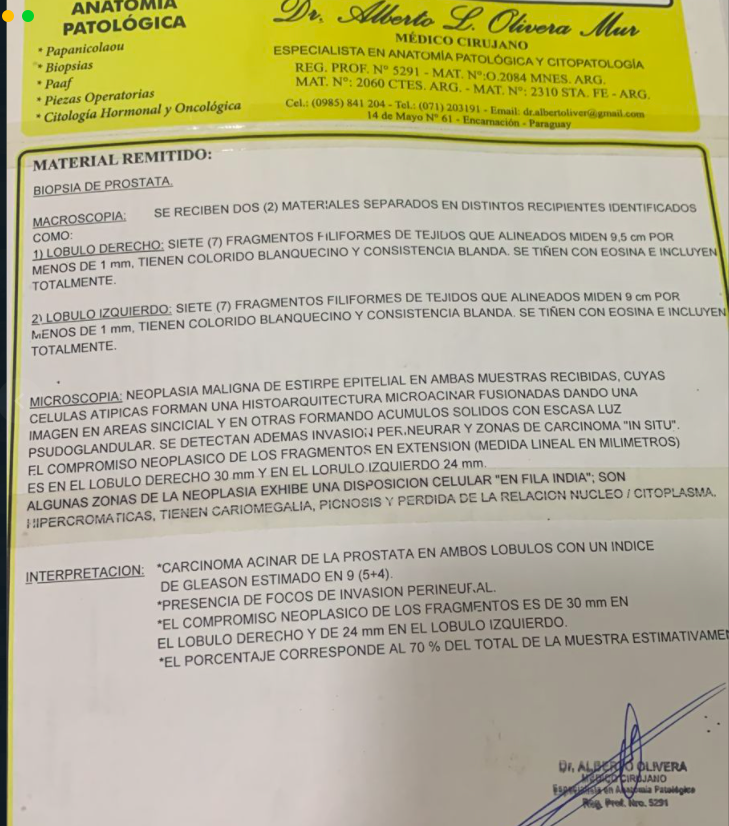 ANATOMÍA
PATOLÓGICA
* Papanicolaou
* Biopsias
* Paaf
* Piezas Operatorias
* Citología Hormonal y Oncológica
Dr. Alberto L. Olivera Mur
MÉDICO CIRUJANO
ESPECIALISTA EN ANATOMÍA PATOLÓGICA Y CITOPATOLOGÍA
REG. PROF. Nº 5291 - MAT. Nº:O.2084 MNES. ARG.
MAT. Nº: 2060 CTES. ARG. - MAT. Nº: 2310 STA. FE - ARG.
Cel.: (0985) 841 204 - Tel.: (071) 203191 - Email: dr.albertoliver@gmail.com
14 de Mayo Nº 61 - Encarnación - Paraguay
MATERIAL REMITIDO:
BIOPSIA DE PROSTATA.
MACROSCOPIA: SE RECIBEN DOS (2) MATERIALES SEPARADOS EN DISTINTOS RECIPIENTES IDENTIFICADOS
COMO:
1) LOBULO DERECHO: SIETE (7) FRAGMENTOS FILIFORMES DE TEJIDOS QUE ALINEADOS MIDEN 9,5 cm POR
MENOS DE 1 mm, TIENEN COLORIDO BLANQUECINO Y CONSISTENCIA BLANDA. SE TIÑEN CON EOSINA E INCLUYEN
TOTALMENTE.
2) LOBULO IZQUIERDO: SIETE (7) FRAGMENTOS FILIFORMES DE TEJIDOS QUE ALINEADOS MIDEN 9 cm POR
MENOS DE 1 mm, TIENEN COLORIDO BLANQUECINO Y CONSISTENCIA BLANDA. SE TIÑEN CON EOSINA E INCLUYEN
TOTALMENTE.
MICROSCOPIA: NEOPLASIA MALIGNA DE ESTIRPE EPITELIAL EN AMBAS MUESTRAS RECIBIDAS, CUYAS
CELULAS ATIPICAS FORMAN UNA HISTOARQUITECTURA MICROACINAR FUSIONADAS DANDO UNA
IMAGEN EN AREAS SINCICIAL Y EN OTRAS FORMANDO ACUMULOS SOLIDOS CON ESCASA LUZ
PSUDOGLANDULAR. SE DETECTAN ADEMAS INVASION PERINEURAR Y ZONAS DE CARCINOMA "IN SITU".
EL COMPROMISO NEOPLASICO DE LOS FRAGMENTOS EN EXTENSION (MEDIDA LINEAL EN MILIMETROS)
ES EN EL LOBULO DERECHO 30 mm Y EN EL LOBULO IZQUIERDO 24 mm.
ALGUNAS ZONAS DE LA NEOPLASIA EXHIBE UNA DISPOSICION CELULAR "EN FILA INDIA"; SON
HIPERCROMATICAS, TIENEN CARIOMEGALIA, PICNOSIS Y PERDIDA DE LA RELACION NUCLEO / CITOPLASMA.
INTERPRETACION: *CARCINOMA ACINAR DE LA PROSTATA EN AMBOS LOBULOS CON UN INDICE
DE GLEASON ESTIMADO EN 9 (5+4).
*PRESENCIA DE FOCOS DE INVASION PERINEURAL.
*EL COMPROMISO NEOPLASICO DE LOS FRAGMENTOS ES DE 30 mm EN
EL LOBULO DERECHO Y DE 24 mm EN EL LOBULO IZQUIERDO.
*EL PORCENTAJE CORRESPONDE AL 70 % DEL TOTAL DE LA MUESTRA ESTIMATIVAMEN
Dr. ALBERTO OLIVERA
MEDICO CIRUJANO
Especialista en Anatomía Patológica
Reg. Prof. Nro. 5291